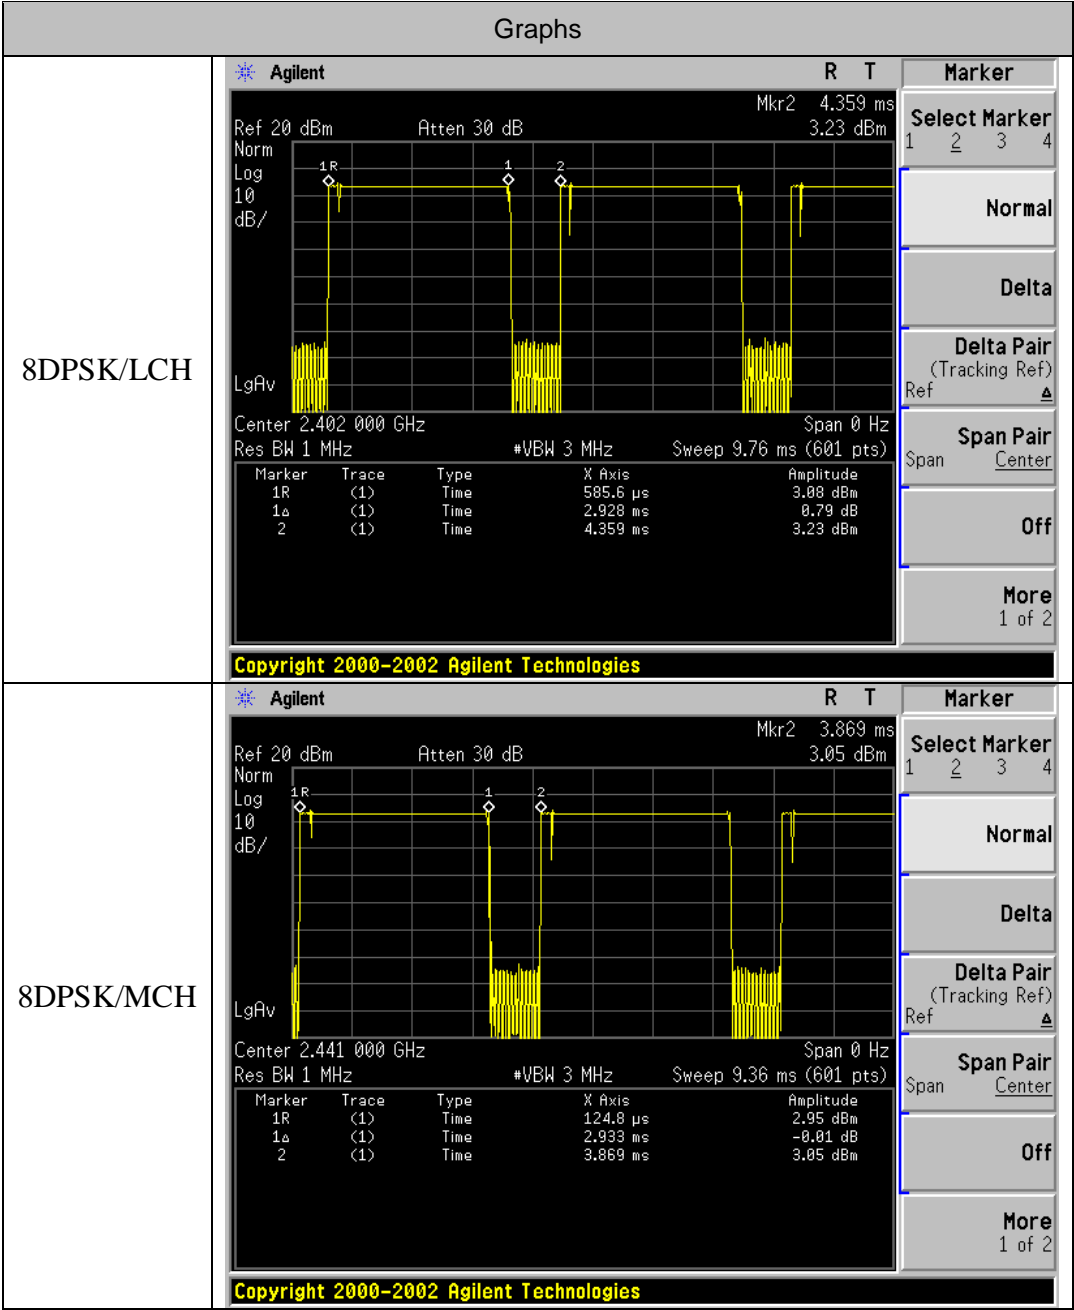 Graphs
8DPSK/LCH
Agilent R T Marker
Mkr2 4.359 ms
Ref 20 dBm Atten 30 dB 3.23 dBm
Norm
Log
10
dB/
1R 1 2
LgAv
Center 2.402 000 GHz Span 0 Hz
Res BW 1 MHz #VBW 3 MHz Sweep 9.76 ms (601 pts)
Marker Trace Type X Axis Amplitude
1R (1) Time 585.6 µs 3.08 dBm
1Δ (1) Time 2.928 ms 0.79 dB
2 (1) Time 4.359 ms 3.23 dBm
Select Marker
1 2 3 4
Normal
Delta
Delta Pair
(Tracking Ref)
Ref Δ
Span Pair
Span Center
Off
More
1 of 2
Copyright 2000-2002 Agilent Technologies
8DPSK/MCH
Agilent R T Marker
Mkr2 3.869 ms
Ref 20 dBm Atten 30 dB 3.05 dBm
Norm
Log
10
dB/
1R 1 2
LgAv
Center 2.441 000 GHz Span 0 Hz
Res BW 1 MHz #VBW 3 MHz Sweep 9.36 ms (601 pts)
Marker Trace Type X Axis Amplitude
1R (1) Time 124.8 µs 2.95 dBm
1Δ (1) Time 2.933 ms -0.01 dB
2 (1) Time 3.869 ms 3.05 dBm
Select Marker
1 2 3 4
Normal
Delta
Delta Pair
(Tracking Ref)
Ref Δ
Span Pair
Span Center
Off
More
1 of 2
Copyright 2000-2002 Agilent Technologies